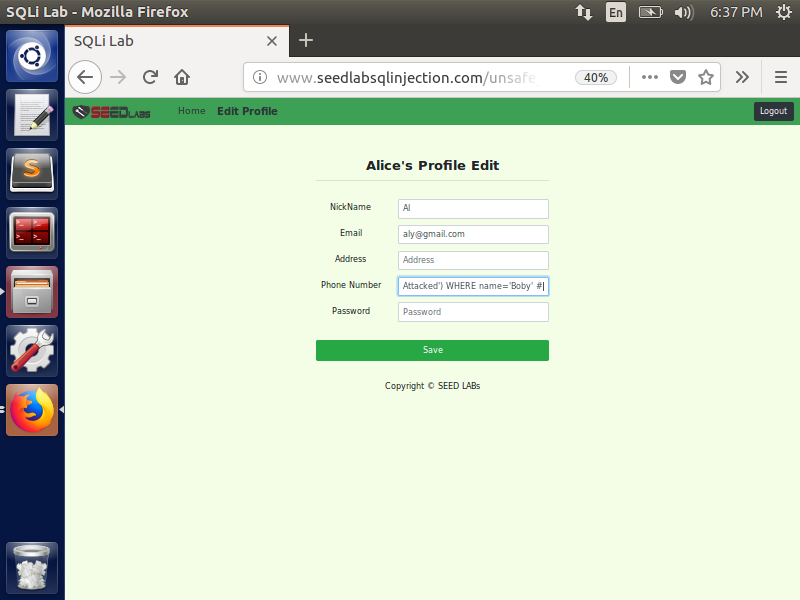 SQLi Lab - Mozilla Firefox
En
6:37 PM
SQLi Lab
www.seedlabsqlinjection.com/unsafe_
40%
SEEDLABS
Home
Edit Profile
Logout
Alice's Profile Edit
NickName
Al
Email
aly@gmail.com
Address
Address
Phone Number
Attacked') WHERE name='Boby' #
Password
Password
Save
Copyright © SEED LABs